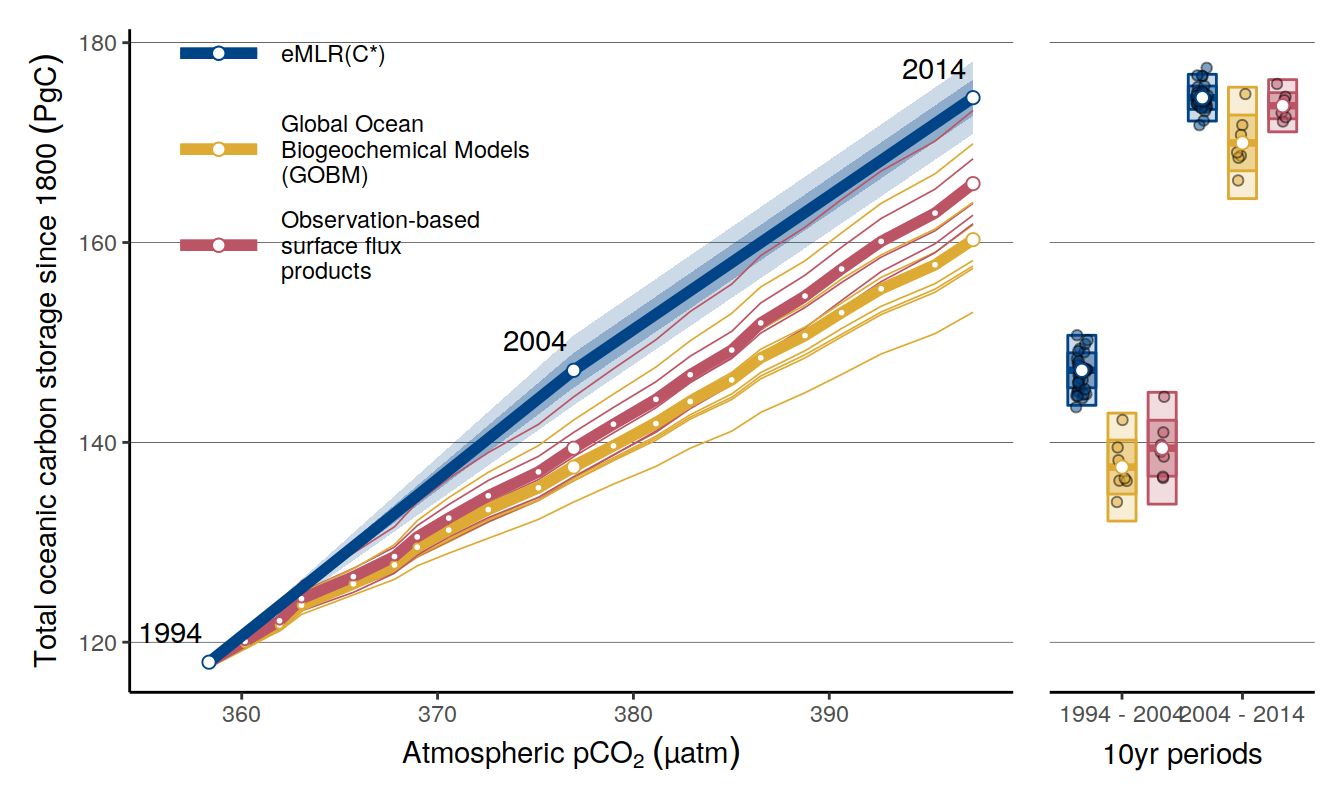 180
160
140
120
Total oceanic carbon storage since 1800 (PgC)
eMLR(C*)
Global Ocean
Biogeochemical Models
(GOBM)
Observation-based
surface flux
products
1994
2004
2014
360
370
380
390
Atmospheric pCO₂ (µatm)
1994 - 2004
2004 - 2014
10yr periods